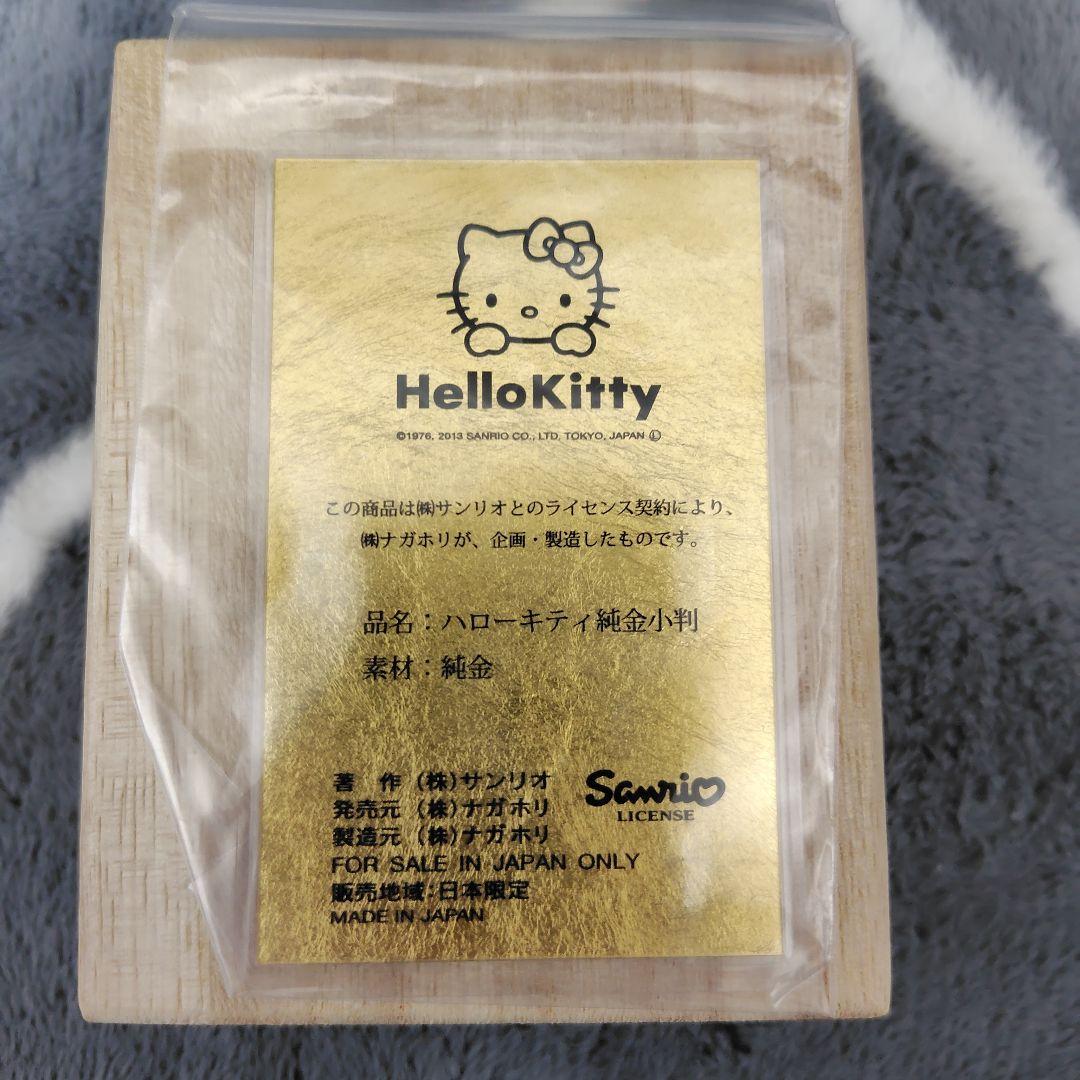 HelloKitty
©1976, 2013 SANRIO CO., LTD. TOKYO, JAPAN Ⓛ
この商品は㈱サンリオとのライセンス契約により、
㈱ナガホリが、企画・製造したものです。
品名：ハローキティ純金小判
素材：純金
著　作 (株)サンリオ
発売元 (株)ナガホリ
製造元 (株)ナガホリ
FOR SALE IN JAPAN ONLY
販売地域:日本限定
MADE IN JAPAN
Sanrio
LICENSE